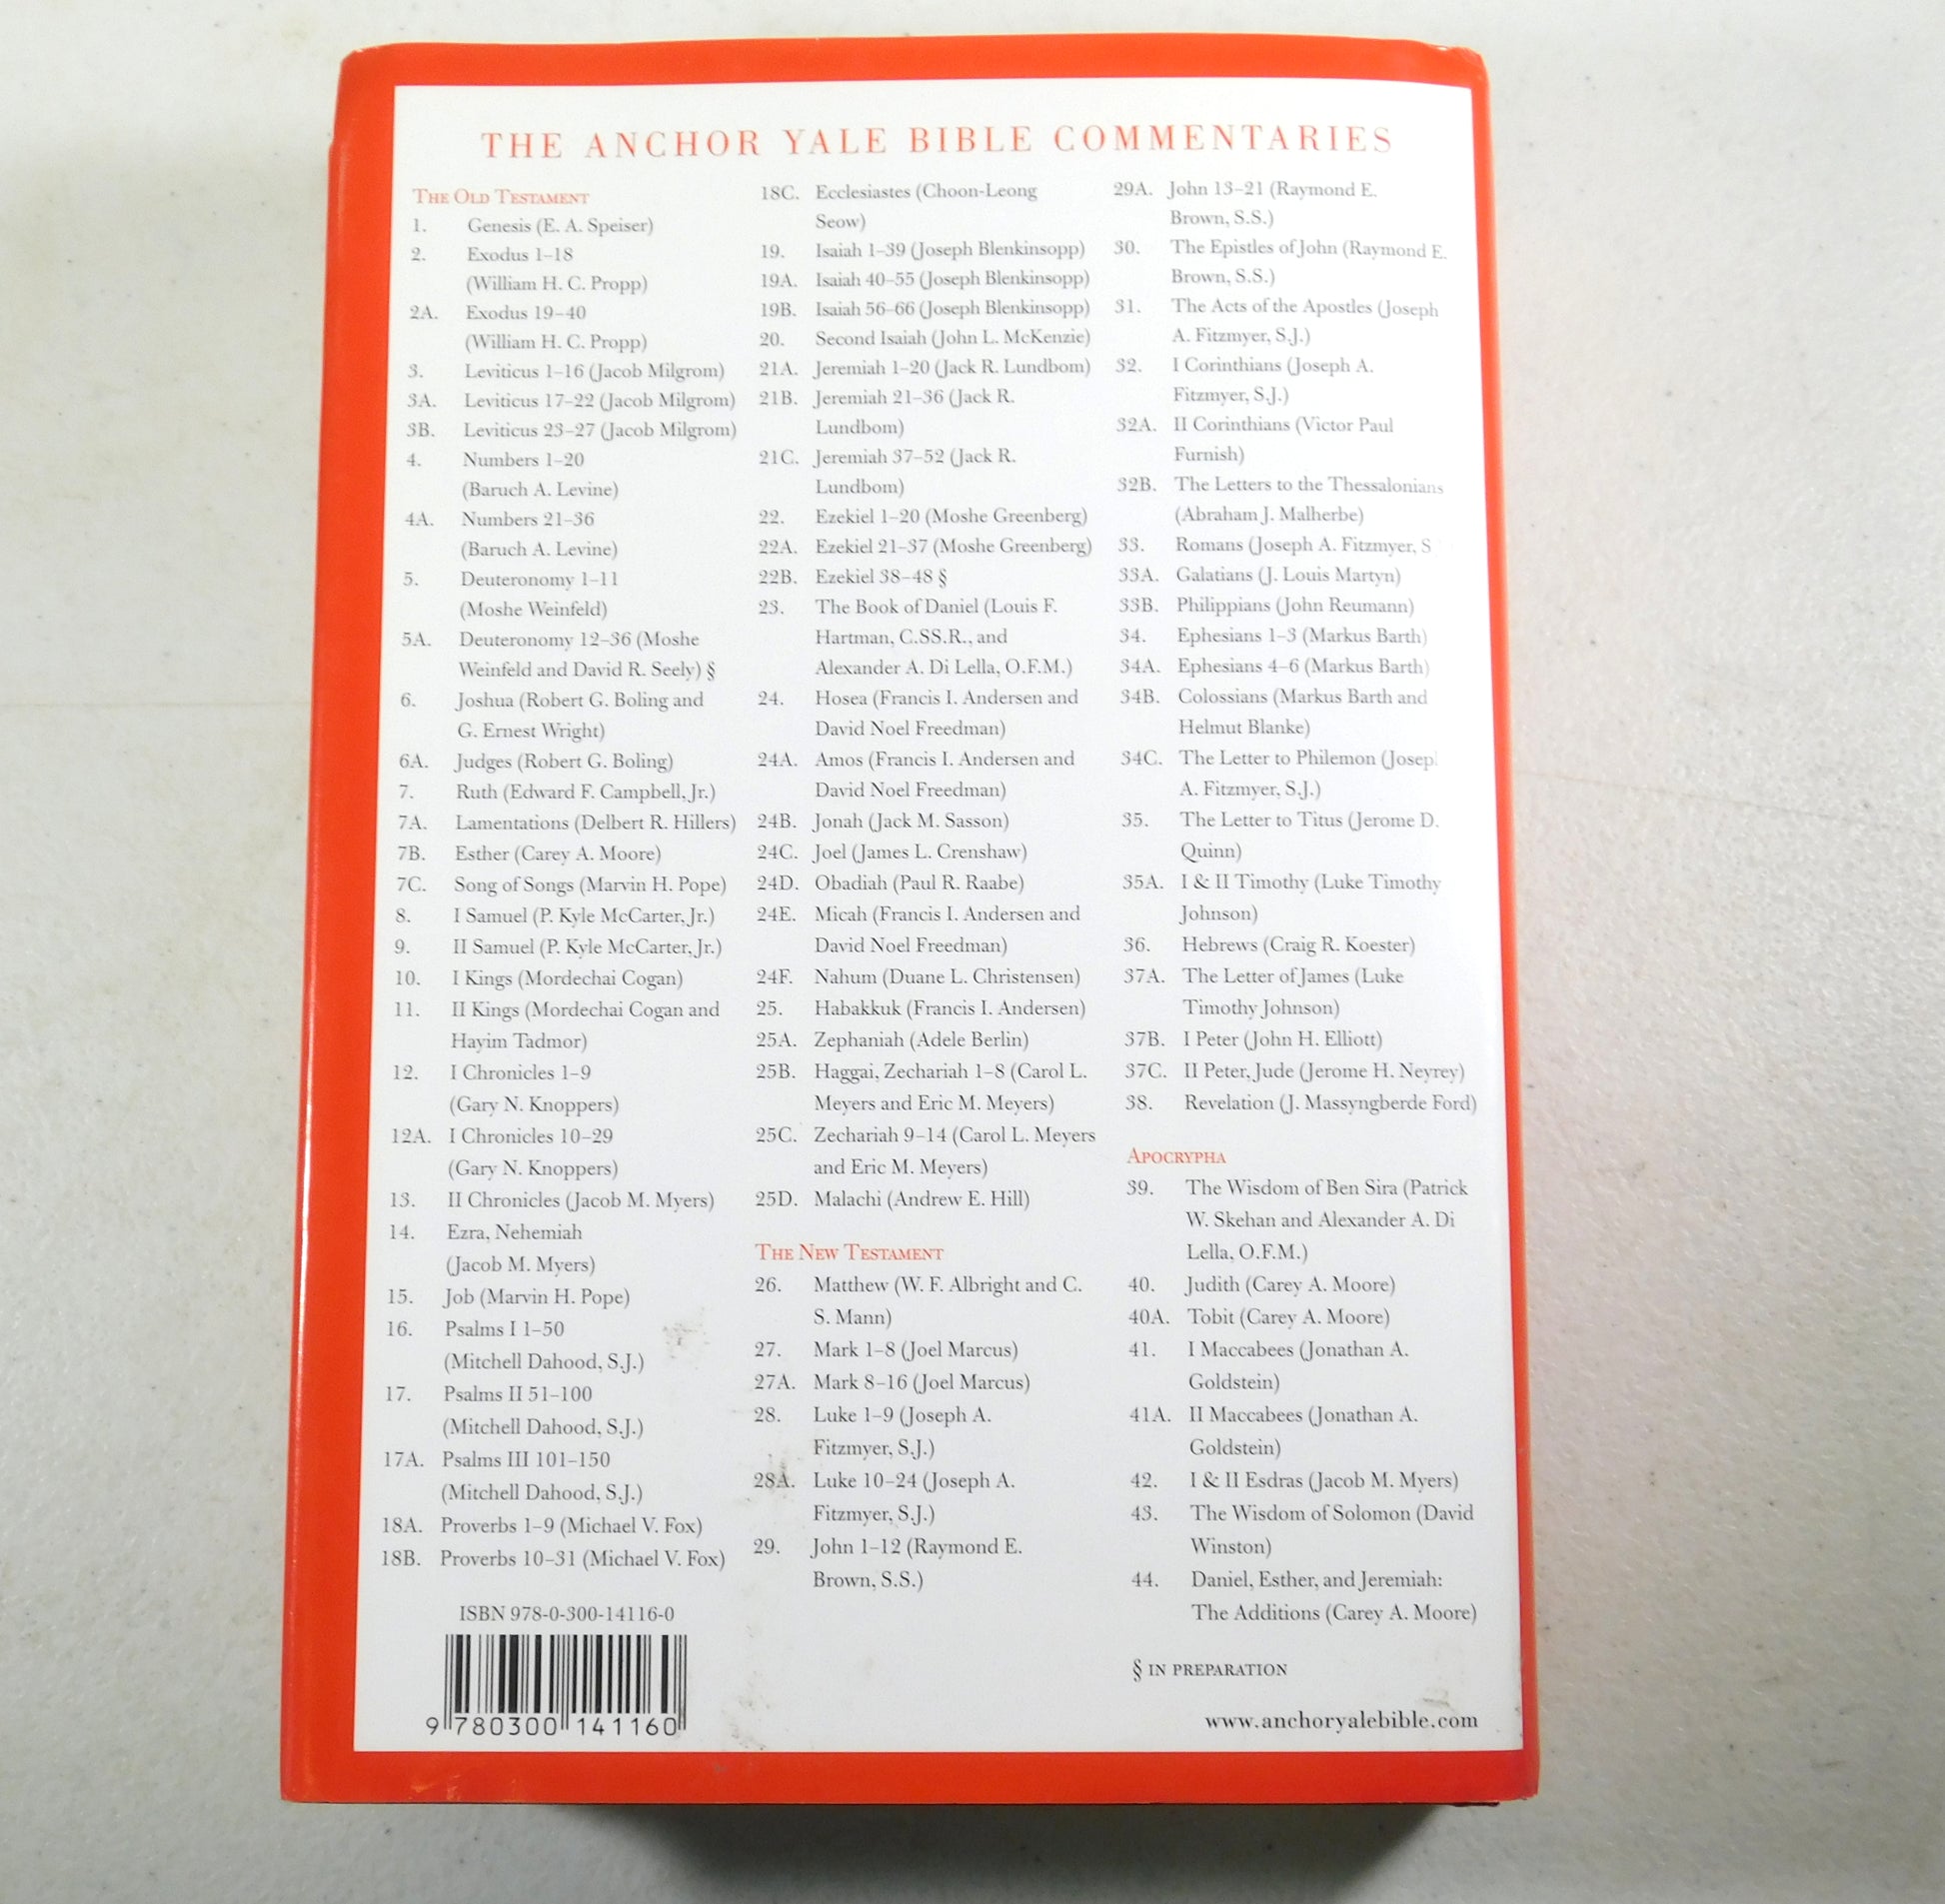 THE ANCHOR YALE BIBLE COMMENTARIES
THE OLD TESTAMENT
1. Genesis (E. A. Speiser)
2. Exodus 1–18
(William H. C. Propp)
2A. Exodus 19–40
(William H. C. Propp)
3. Leviticus 1–16 (Jacob Milgrom)
3A. Leviticus 17–22 (Jacob Milgrom)
3B. Leviticus 23–27 (Jacob Milgrom)
4. Numbers 1–20
(Baruch A. Levine)
4A. Numbers 21–36
(Baruch A. Levine)
5. Deuteronomy 1–11
(Moshe Weinfeld)
5A. Deuteronomy 12–36 (Moshe
Weinfeld and David R. Seely) §
6. Joshua (Robert G. Boling and
G. Ernest Wright)
6A. Judges (Robert G. Boling)
7. Ruth (Edward F. Campbell, Jr.)
7A. Lamentations (Delbert R. Hillers)
7B. Esther (Carey A. Moore)
7C. Song of Songs (Marvin H. Pope)
8. I Samuel (P. Kyle McCarter, Jr.)
9. II Samuel (P. Kyle McCarter, Jr.)
10. I Kings (Mordechai Cogan)
11. II Kings (Mordechai Cogan and
Hayim Tadmor)
12. I Chronicles 1–9
(Gary N. Knoppers)
12A. I Chronicles 10–29
(Gary N. Knoppers)
13. II Chronicles (Jacob M. Myers)
14. Ezra, Nehemiah
(Jacob M. Myers)
15. Job (Marvin H. Pope)
16. Psalms I 1–50
(Mitchell Dahood, S.J.)
17. Psalms II 51–100
(Mitchell Dahood, S.J.)
17A. Psalms III 101–150
(Mitchell Dahood, S.J.)
18A. Proverbs 1–9 (Michael V. Fox)
18B. Proverbs 10–31 (Michael V. Fox)
ISBN 978-0-300-14116-0
9 780300 141160
18C. Ecclesiastes (Choon-Leong
Seow)
19. Isaiah 1–39 (Joseph Blenkinsopp)
19A. Isaiah 40–55 (Joseph Blenkinsopp)
19B. Isaiah 56–66 (Joseph Blenkinsopp)
20. Second Isaiah (John L. McKenzie)
21A. Jeremiah 1–20 (Jack R. Lundbom)
21B. Jeremiah 21–36 (Jack R.
Lundbom)
21C. Jeremiah 37–52 (Jack R.
Lundbom)
22. Ezekiel 1–20 (Moshe Greenberg)
22A. Ezekiel 21–37 (Moshe Greenberg)
22B. Ezekiel 38–48 §
23. The Book of Daniel (Louis F.
Hartman, C.SS.R., and
Alexander A. Di Lella, O.F.M.)
24. Hosea (Francis I. Andersen and
David Noel Freedman)
24A. Amos (Francis I. Andersen and
David Noel Freedman)
24B. Jonah (Jack M. Sasson)
24C. Joel (James L. Crenshaw)
24D. Obadiah (Paul R. Raabe)
24E. Micah (Francis I. Andersen and
David Noel Freedman)
24F. Nahum (Duane L. Christensen)
25. Habakkuk (Francis I. Andersen)
25A. Zephaniah (Adele Berlin)
25B. Haggai, Zechariah 1–8 (Carol L.
Meyers and Eric M. Meyers)
25C. Zechariah 9–14 (Carol L. Meyers
and Eric M. Meyers)
25D. Malachi (Andrew E. Hill)
THE NEW TESTAMENT
26. Matthew (W. F. Albright and C.
S. Mann)
27. Mark 1–8 (Joel Marcus)
27A. Mark 8–16 (Joel Marcus)
28. Luke 1–9 (Joseph A.
Fitzmyer, S.J.)
28A. Luke 10–24 (Joseph A.
Fitzmyer, S.J.)
29. John 1–12 (Raymond E.
Brown, S.S.)
29A. John 13–21 (Raymond E.
Brown, S.S.)
30. The Epistles of John (Raymond E.
Brown, S.S.)
31. The Acts of the Apostles (Joseph
A. Fitzmyer, S.J.)
32. I Corinthians (Joseph A.
Fitzmyer, S.J.)
32A. II Corinthians (Victor Paul
Furnish)
32B. The Letters to the Thessalonians
(Abraham J. Malherbe)
33. Romans (Joseph A. Fitzmyer, S
33A. Galatians (J. Louis Martyn)
33B. Philippians (John Reumann)
34. Ephesians 1–3 (Markus Barth)
34A. Ephesians 4–6 (Markus Barth)
34B. Colossians (Markus Barth and
Helmut Blanke)
34C. The Letter to Philemon (Josep
A. Fitzmyer, S.J.)
35. The Letter to Titus (Jerome D.
Quinn)
35A. I & II Timothy (Luke Timothy
Johnson)
36. Hebrews (Craig R. Koester)
37A. The Letter of James (Luke
Timothy Johnson)
37B. I Peter (John H. Elliott)
37C. II Peter, Jude (Jerome H. Neyrey)
38. Revelation (J. Massyngberde Ford)
APOCRYPHA
39. The Wisdom of Ben Sira (Patrick
W. Skehan and Alexander A. Di
Lella, O.F.M.)
40. Judith (Carey A. Moore)
40A. Tobit (Carey A. Moore)
41. I Maccabees (Jonathan A.
Goldstein)
41A. II Maccabees (Jonathan A.
Goldstein)
42. I & II Esdras (Jacob M. Myers)
43. The Wisdom of Solomon (David
Winston)
44. Daniel, Esther, and Jeremiah:
The Additions (Carey A. Moore)
§ IN PREPARATION
www.anchoryalebible.com